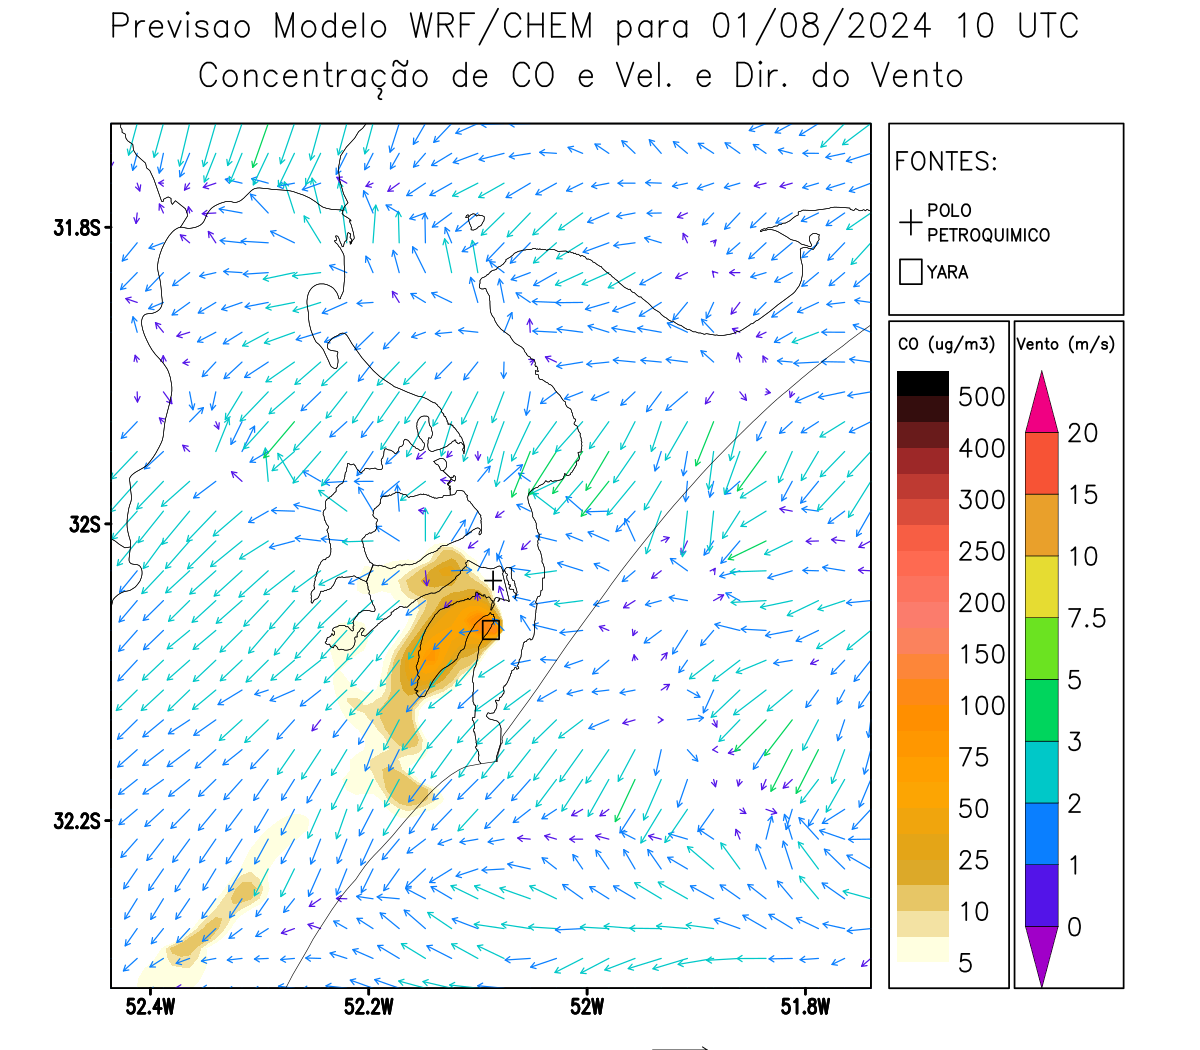 Previsao Modelo WRF/CHEM para 01/08/2024 10 UTC
Concentração de CO e Vel. e Dir. do Vento
FONTES:
POLO
PETROQUIMICO
YARA
CO (ug/m3)
500
400
300
250
200
150
100
75
50
25
10
5
Vento (m/s)
20
15
10
7.5
5
3
2
1
0
31.8S
32S
32.2S
52.4W
52.2W
52W
51.8W